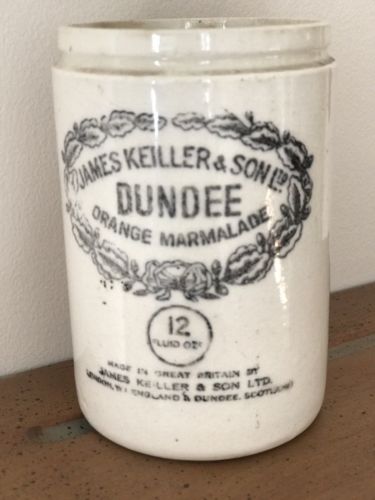 JAMES KEILLER & SON LTD
DUNDEE
ORANGE MARMALADE
12
FLUID OZS
MADE IN GREAT BRITAIN BY
JAMES KEILLER & SON LTD.
LONDON, W.1 ENGLAND & DUNDEE, SCOTLAND